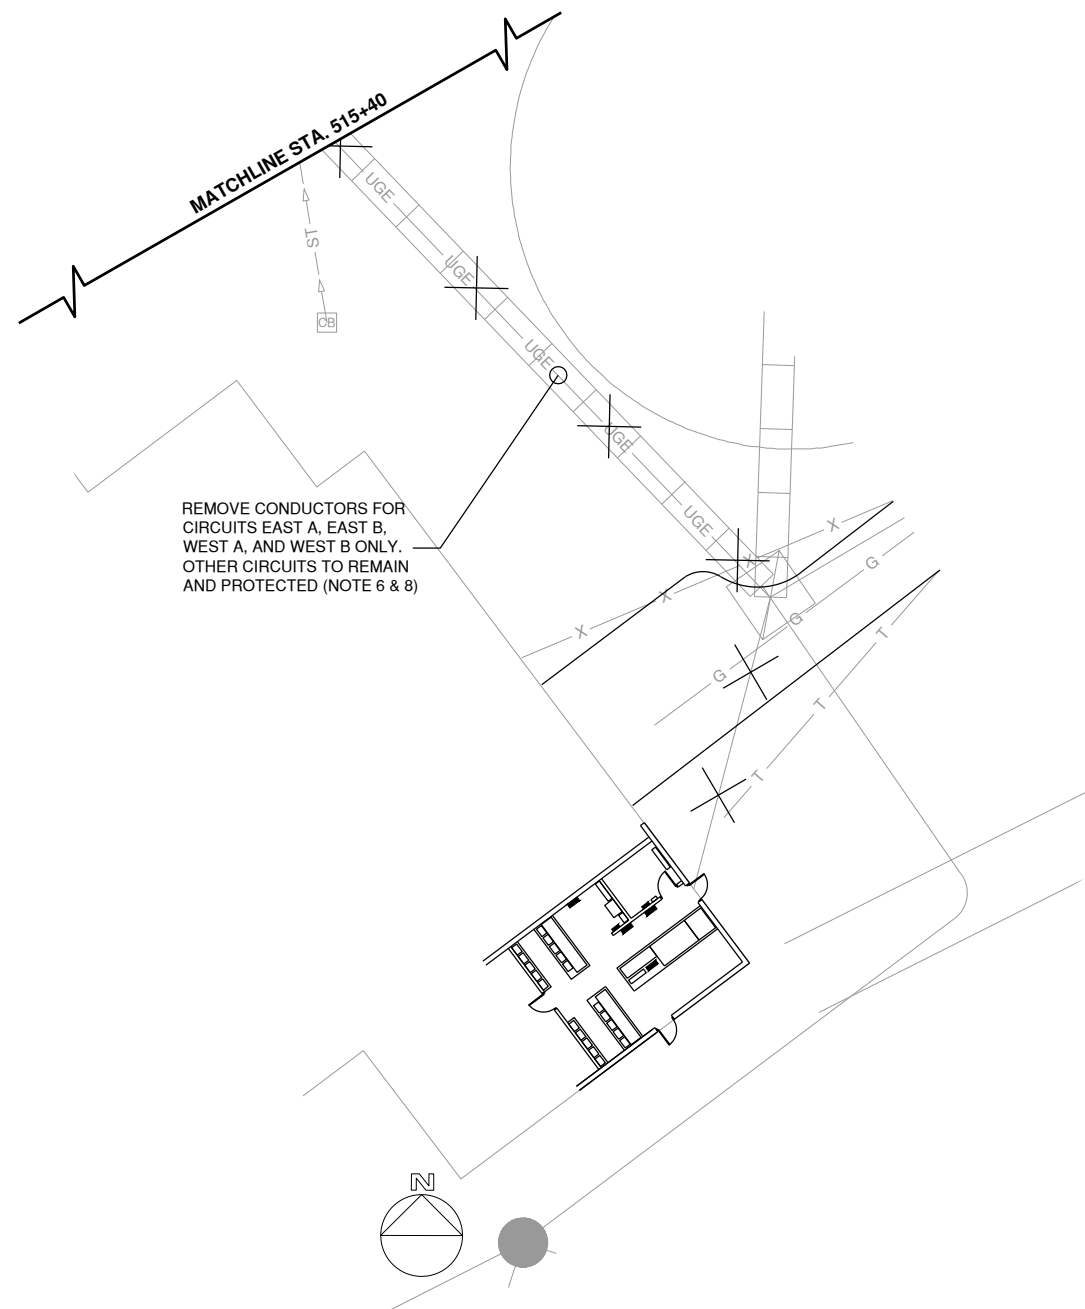 MATCHLINE STA. 515+40
UGE
ST
UGE
CB
UGE
UGE
REMOVE CONDUCTORS FOR
CIRCUITS EAST A, EAST B,
WEST A, AND WEST B ONLY.
OTHER CIRCUITS TO REMAIN
AND PROTECTED (NOTE 6 & 8)
UGE
X
X
G
X
G
X
T
G
T
T
N